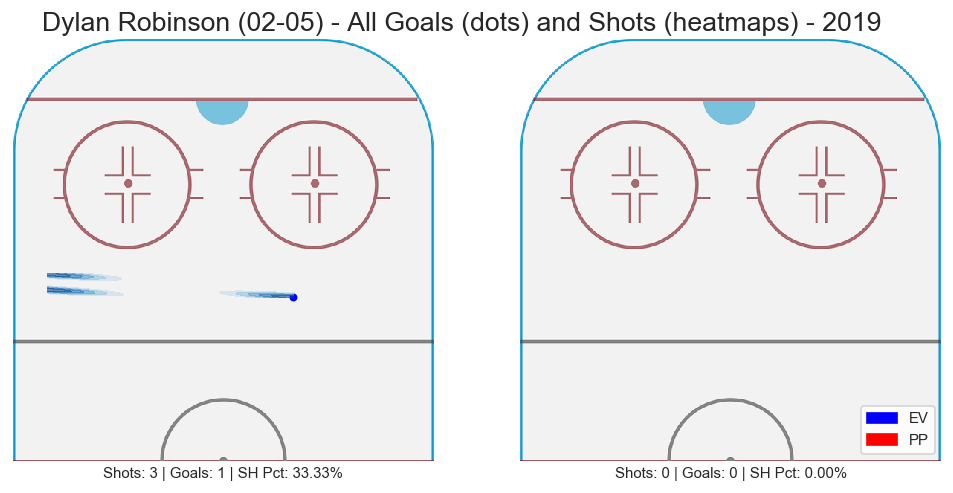 Dylan Robinson (02-05) - All Goals (dots) and Shots (heatmaps) - 2019
EV
PP
Shots: 3 | Goals: 1 | SH Pct: 33.33%
Shots: 0 | Goals: 0 | SH Pct: 0.00%